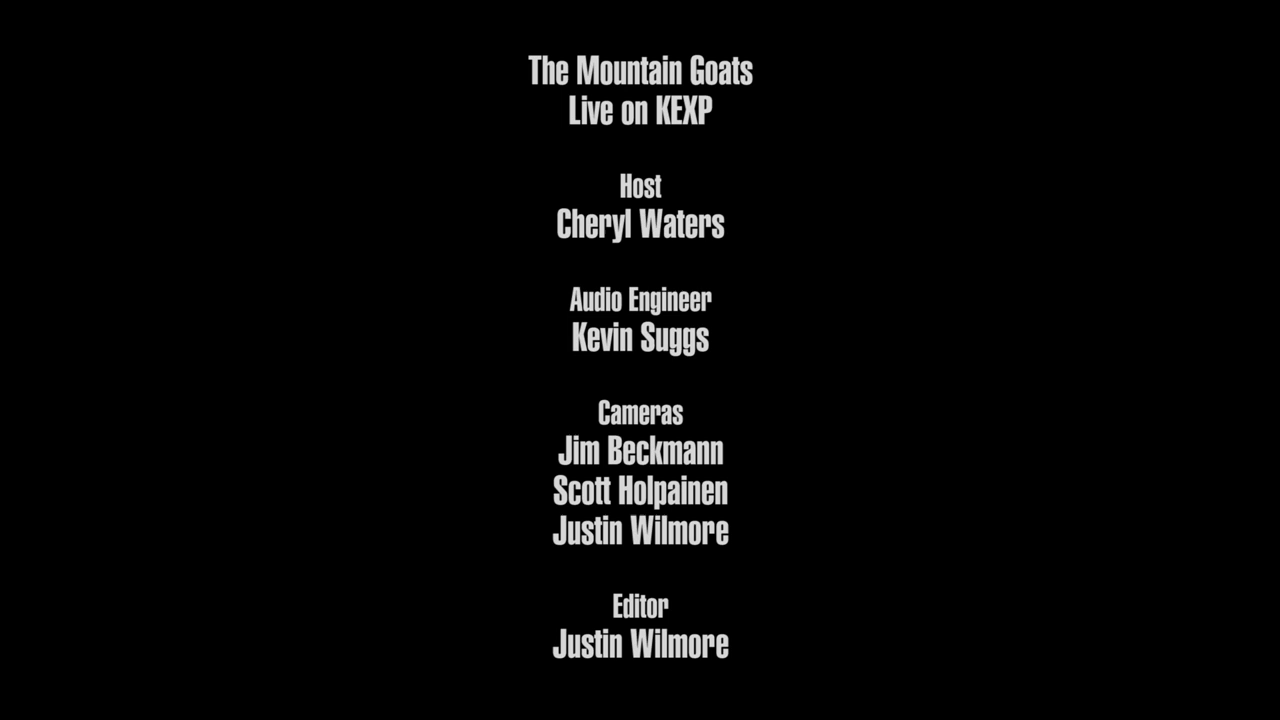 The Mountain Goats
Live on KEXP
Host
Cheryl Waters
Audio Engineer
Kevin Suggs
Cameras
Jim Beckmann
Scott Holpainen
Justin Wilmore
Editor
Justin Wilmore